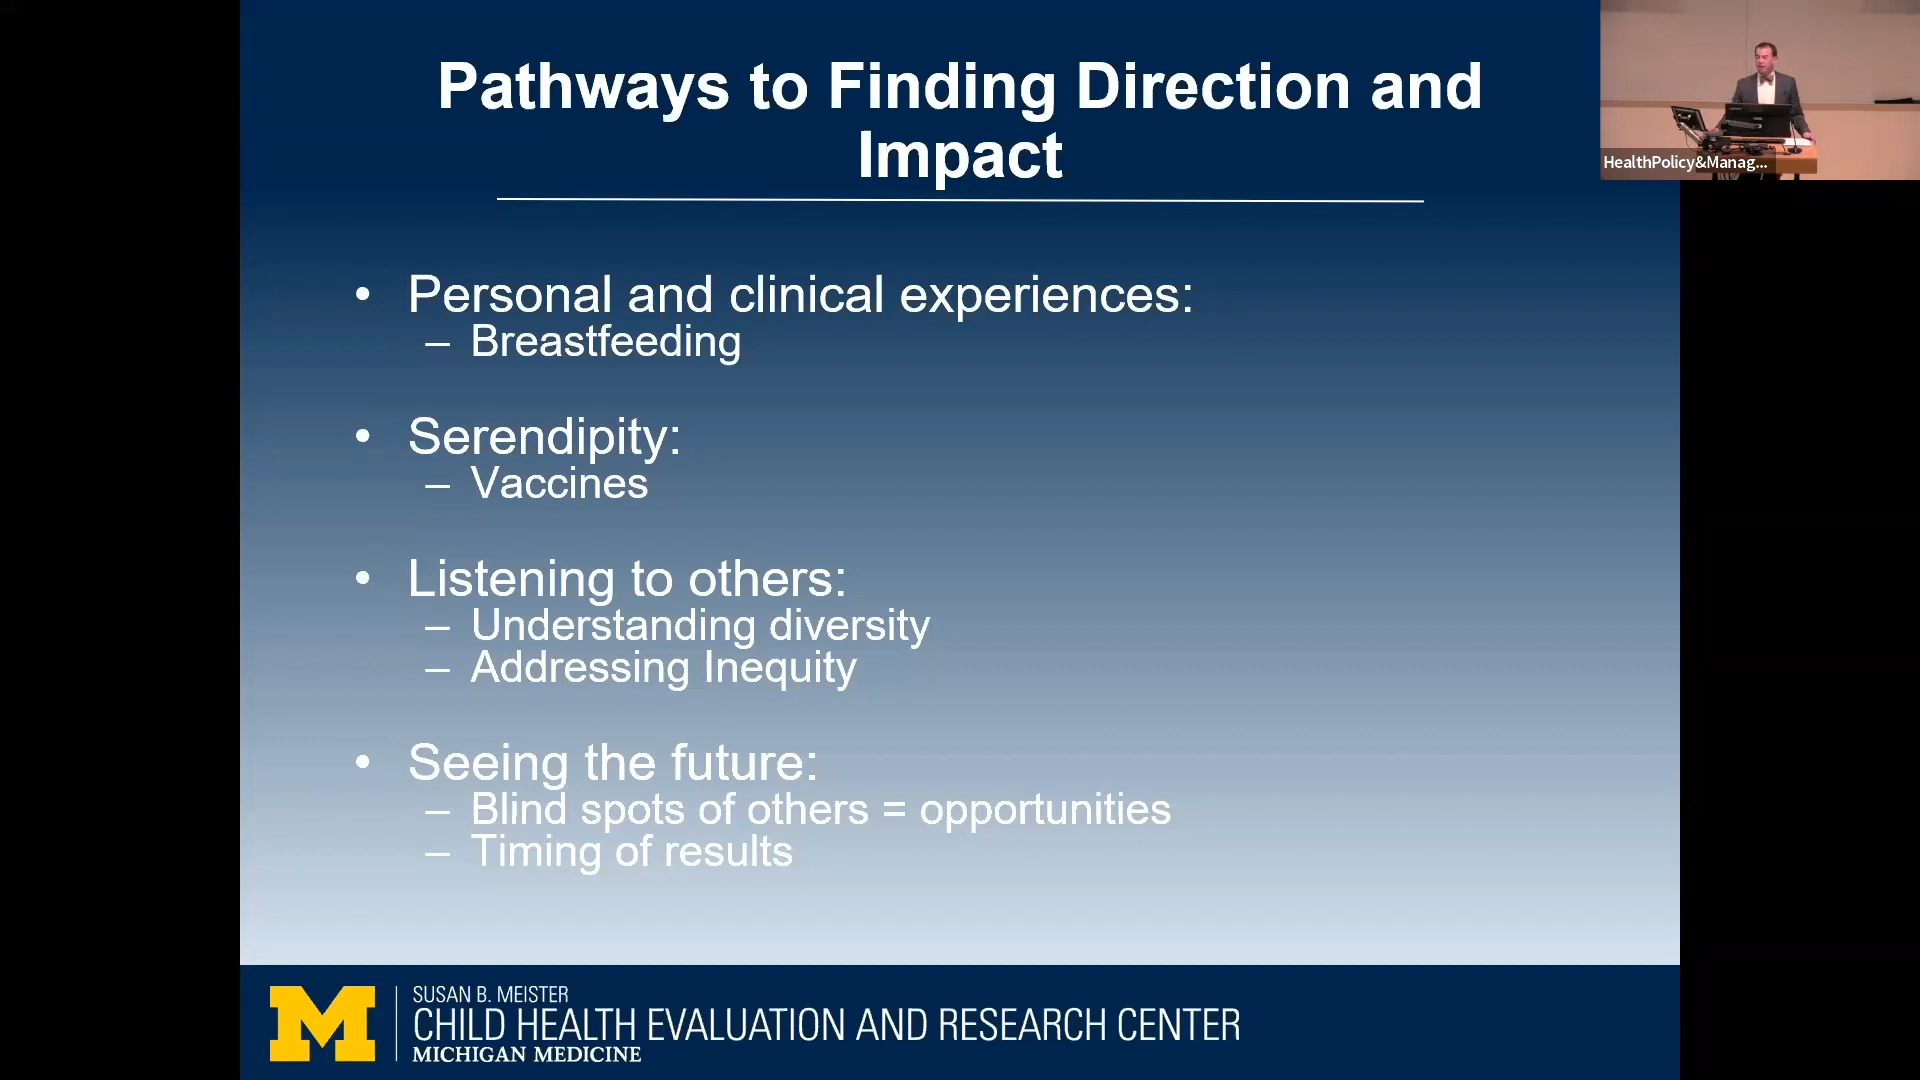 Pathways to Finding Direction and
Impact
• Personal and clinical experiences:
– Breastfeeding
• Serendipity:
– Vaccines
• Listening to others:
– Understanding diversity
– Addressing Inequity
• Seeing the future:
– Blind spots of others = opportunities
– Timing of results
HealthPolicy&Manag...
M
SUSAN B. MEISTER
CHILD HEALTH EVALUATION AND RESEARCH CENTER
MICHIGAN MEDICINE